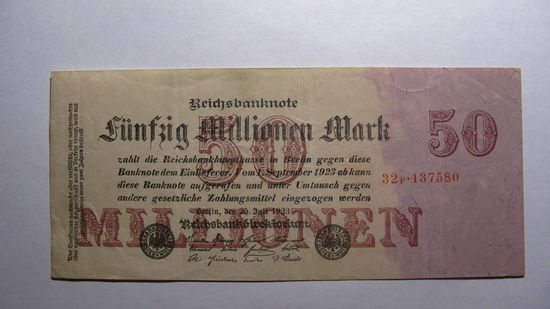 Reichsbanknote
Fünfzig Millionen Mark
50
50
zahlt die Reichsbankhauptkasse in Berlin gegen diese
Banknote dem Einlieferer. Vom 1. September 1923 ab kann
diese Banknote aufgerufen und unter Umtausch gegen
andere gesetzliche Zahlungsmittel eingezogen werden
32P·137580
Berlin, den 25. Juli 1923
Reichsbankdirektorium
MILLIONEN